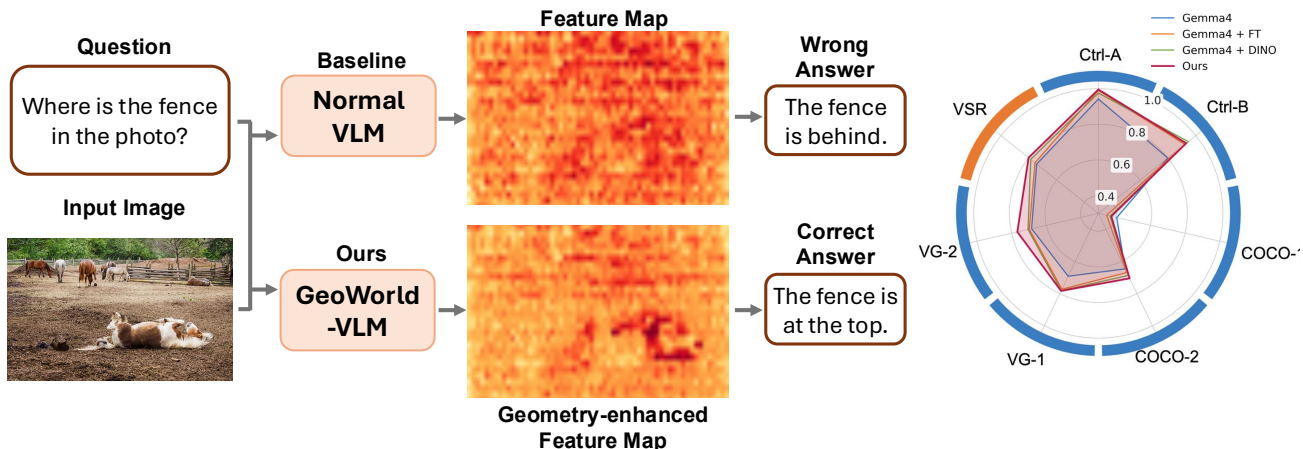 Question
Where is the fence
in the photo?
Input Image
Baseline
Normal
VLM
Ours
GeoWorld
-VLM
Feature Map
Geometry-enhanced
Feature Map
Wrong
Answer
The fence
is behind.
Correct
Answer
The fence is
at the top.
Gemma4
Gemma4 + FT
Gemma4 + DINO
Ours
Ctrl-A
Ctrl-B
COCO-1
COCO-2
VG-1
VG-2
VSR
1.0
0.8
0.6
0.4